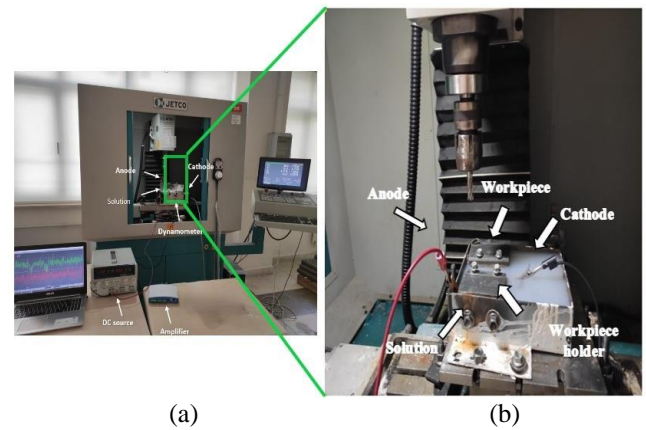 JETCO
Anode
Cathode
Solution
Dynamometer
DC source
Amplifier
Workpiece
Anode
Cathode
Solution
Workpiece
holder
(a)
(b)